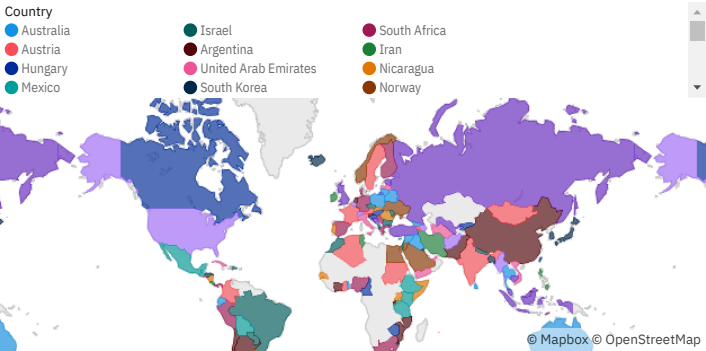 Country
Australia Israel South Africa
Austria Argentina Iran
Hungary United Arab Emirates Nicaragua
Mexico South Korea Norway
© Mapbox © OpenStreetMap